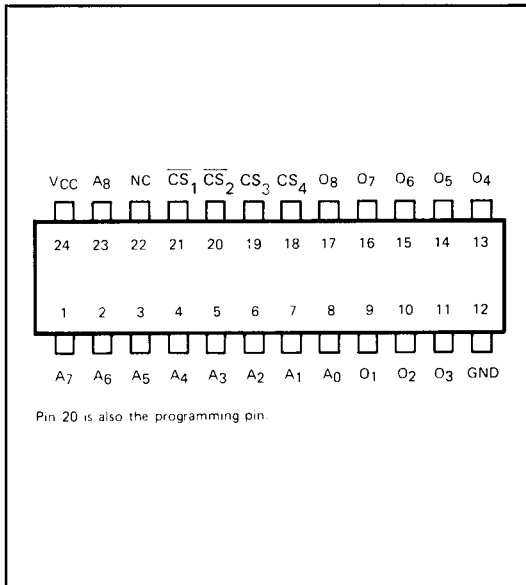 VCC A8 NC C̅S̅1 C̅S̅2 CS3 CS4 O8 O7 O6 O5 O4
24 23 22 21 20 19 18 17 16 15 14 13
1 2 3 4 5 6 7 8 9 10 11 12
A7 A6 A5 A4 A3 A2 A1 A0 O1 O2 O3 GND
Pin 20 is also the programming pin.